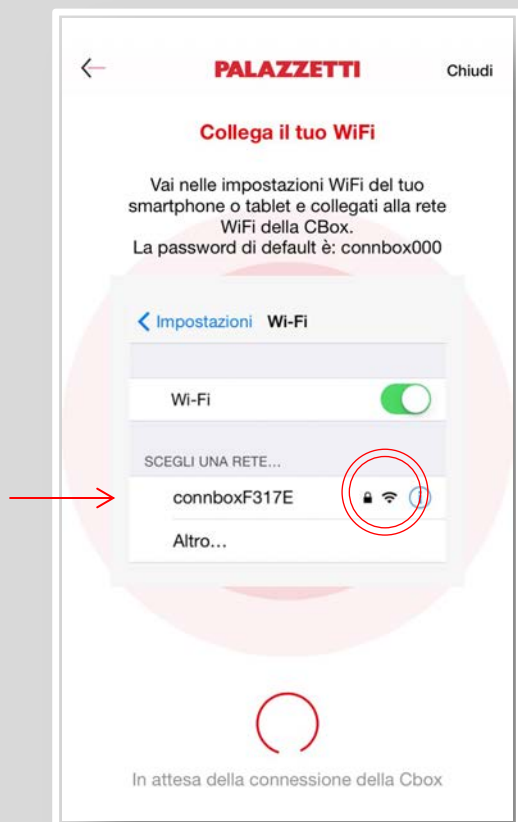 PALAZZETTI
Chiudi
Collega il tuo WiFi
Vai nelle impostazioni WiFi del tuo
smartphone o tablet e collegati alla rete
WiFi della CBox.
La password di default è: connbox000
Impostazioni Wi-Fi
Wi-Fi
SCEGLI UNA RETE...
connboxF317E
Altro...
In attesa della connessione della Cbox